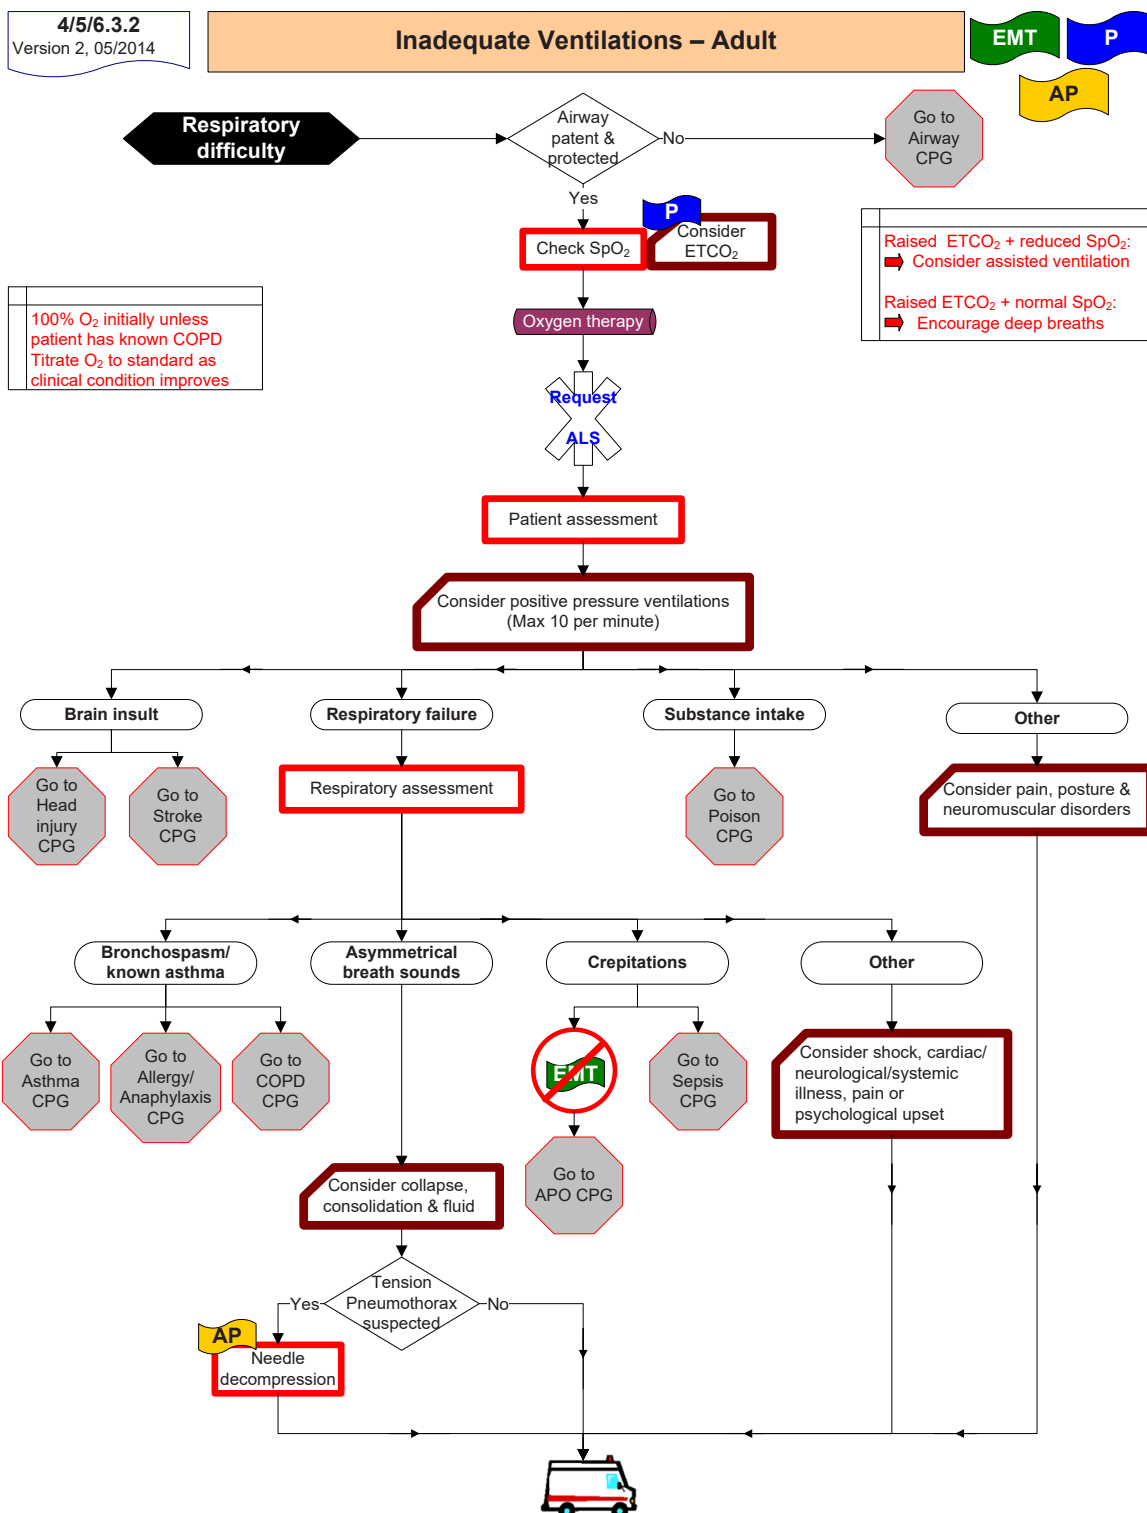 4/5/6.3.2
Version 2, 05/2014
Inadequate Ventilations – Adult
EMT
P
AP
Respiratory
difficulty
Airway
patent &
protected
No
Go to
Airway
CPG
Yes
P
Check SpO₂
Consider
ETCO₂
Raised ETCO₂ + reduced SpO₂:
Consider assisted ventilation
Raised ETCO₂ + normal SpO₂:
Encourage deep breaths
100% O₂ initially unless
patient has known COPD
Titrate O₂ to standard as
clinical condition improves
Oxygen therapy
Request
ALS
Patient assessment
Consider positive pressure ventilations
(Max 10 per minute)
Brain insult
Respiratory failure
Substance intake
Other
Go to
Head
injury
CPG
Go to
Stroke
CPG
Respiratory assessment
Go to
Poison
CPG
Consider pain, posture &
neuromuscular disorders
Bronchospasm/
known asthma
Asymmetrical
breath sounds
Crepitations
Other
Go to
Asthma
CPG
Go to
Allergy/
Anaphylaxis
CPG
Go to
COPD
CPG
EMT
Go to
Sepsis
CPG
Consider shock, cardiac/
neurological/systemic
illness, pain or
psychological upset
Go to
APO CPG
Consider collapse,
consolidation & fluid
Tension
Pneumothorax
suspected
Yes
No
AP
Needle
decompression